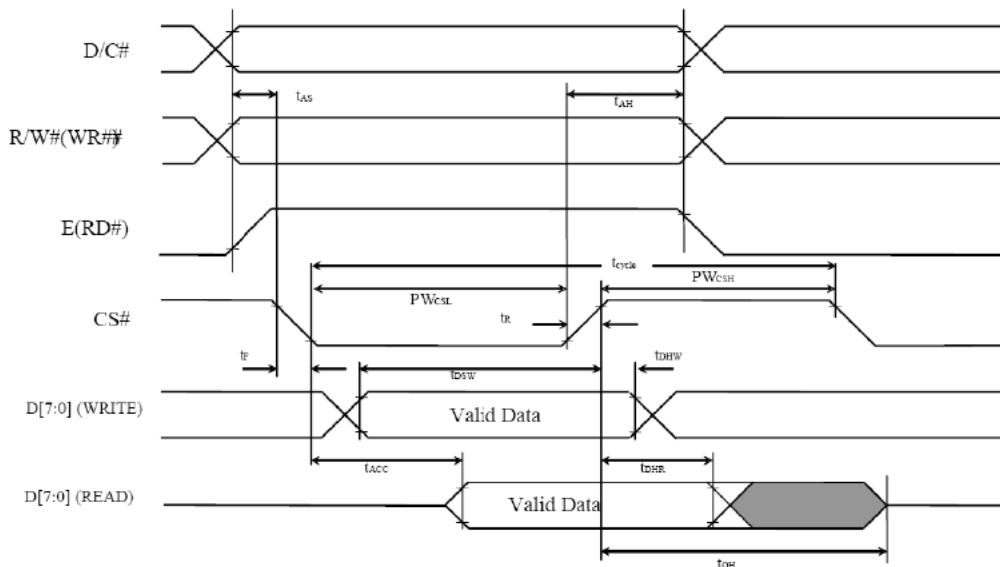 D/C#
tAS
tAH
R/W#(WR##
E(RD#)
tcycle
PWCSH
PWCSL
CS#
tR
tF
tDSW
tDHW
D[7:0] (WRITE)
Valid Data
tACC
tDHR
D[7:0] (READ)
Valid Data
tOH